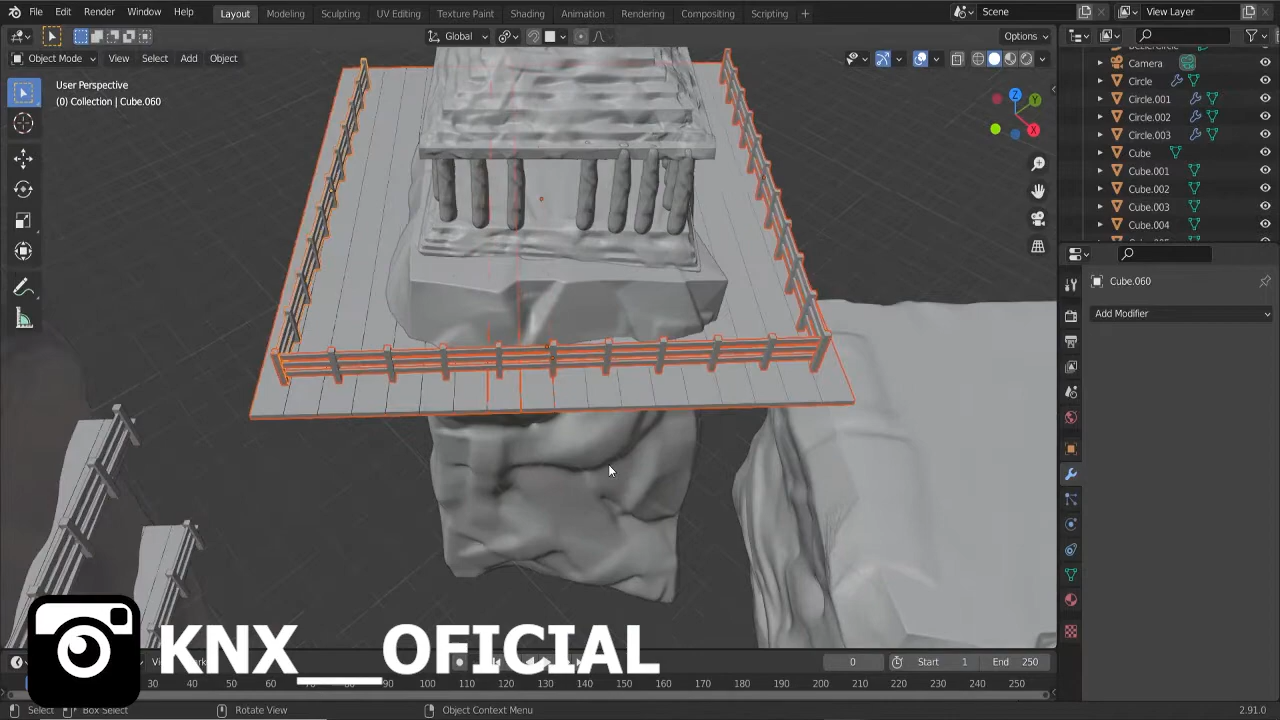 File Edit Render Window Help Layout Modeling Sculpting UV Editing Texture Paint Shading Animation Rendering Compositing Scripting + Scene View Layer
Global Options
Object Mode View Select Add Object
User Perspective
(0) Collection | Cube.060
Z Y X
Camera
Circle
Circle.001
Circle.002
Circle.003
Cube
Cube.001
Cube.002
Cube.003
Cube.004
Cube.060
Add Modifier
KNX___OFICIAL
0 Start 1 End 250
30 40 50 60 70 80 90 100 110 120 130 140 150 160 170 180 190 200 210 220 230 240 250
Select Box Select Rotate View Object Context Menu 2.91.0